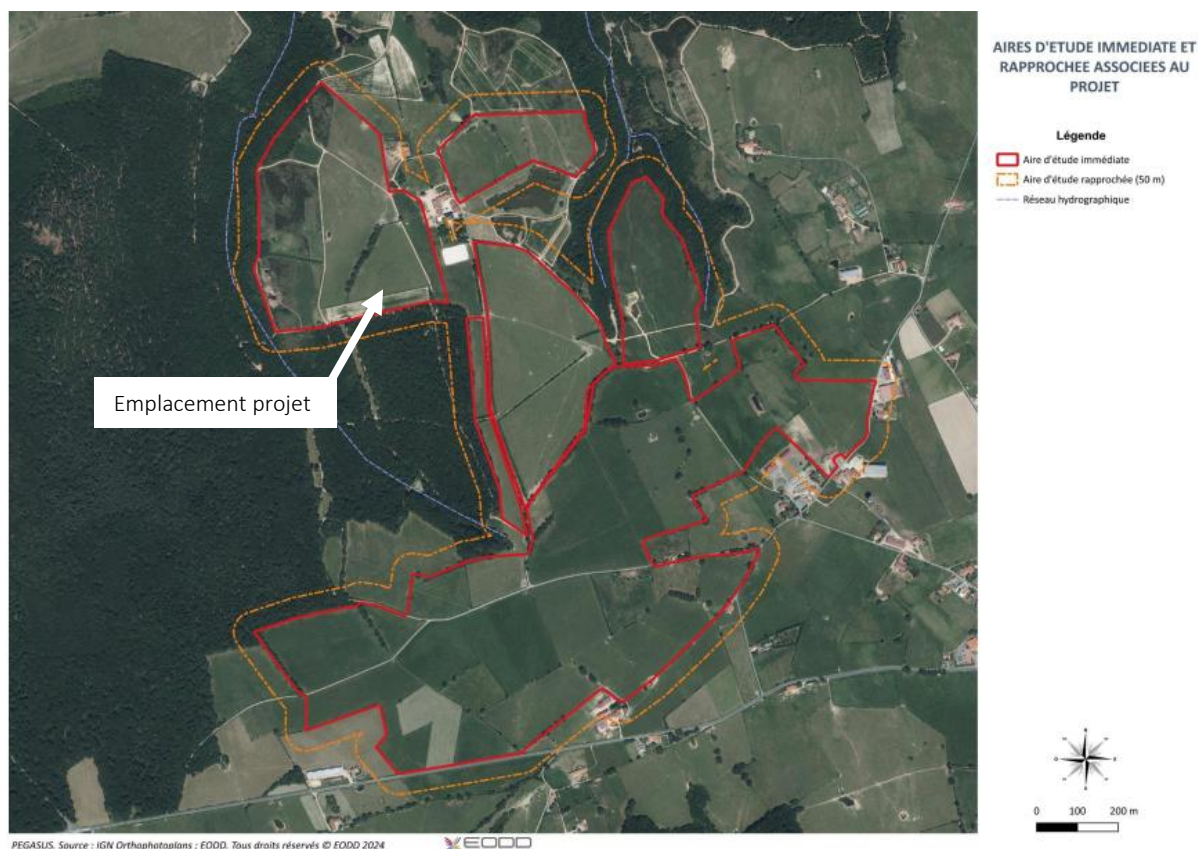 AIRES D'ETUDE IMMEDIATE ET
RAPPROCHEE ASSOCIEES AU
PROJET
Légende
Aire d'étude immédiate
Aire d'étude rapprochée (50 m)
Réseau hydrographique
Emplacement projet
0 100 200 m
PEGASUS. Source : IGN Orthophotoplans ; EODD. Tous droits réservés © EODD 2024
EODD